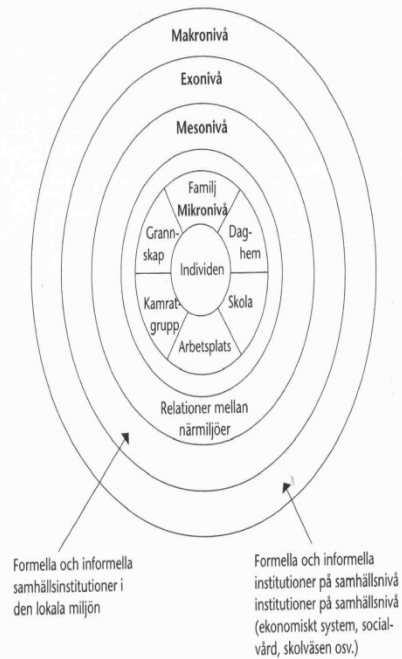 Makronivå
Exonivå
Mesonivå
Familj
Mikronivå
Grann-
skap
Dag-
hem
Individen
Kamrat-
grupp
Skola
Arbetsplats
Relationer mellan
närmiljöer
Formella och informella
samhällsinstitutioner i
den lokala miljön
Formella och informella
institutioner på samhällsnivå
institutioner på samhällsnivå
(ekonomiskt system, social-
vård, skolväsen osv.)